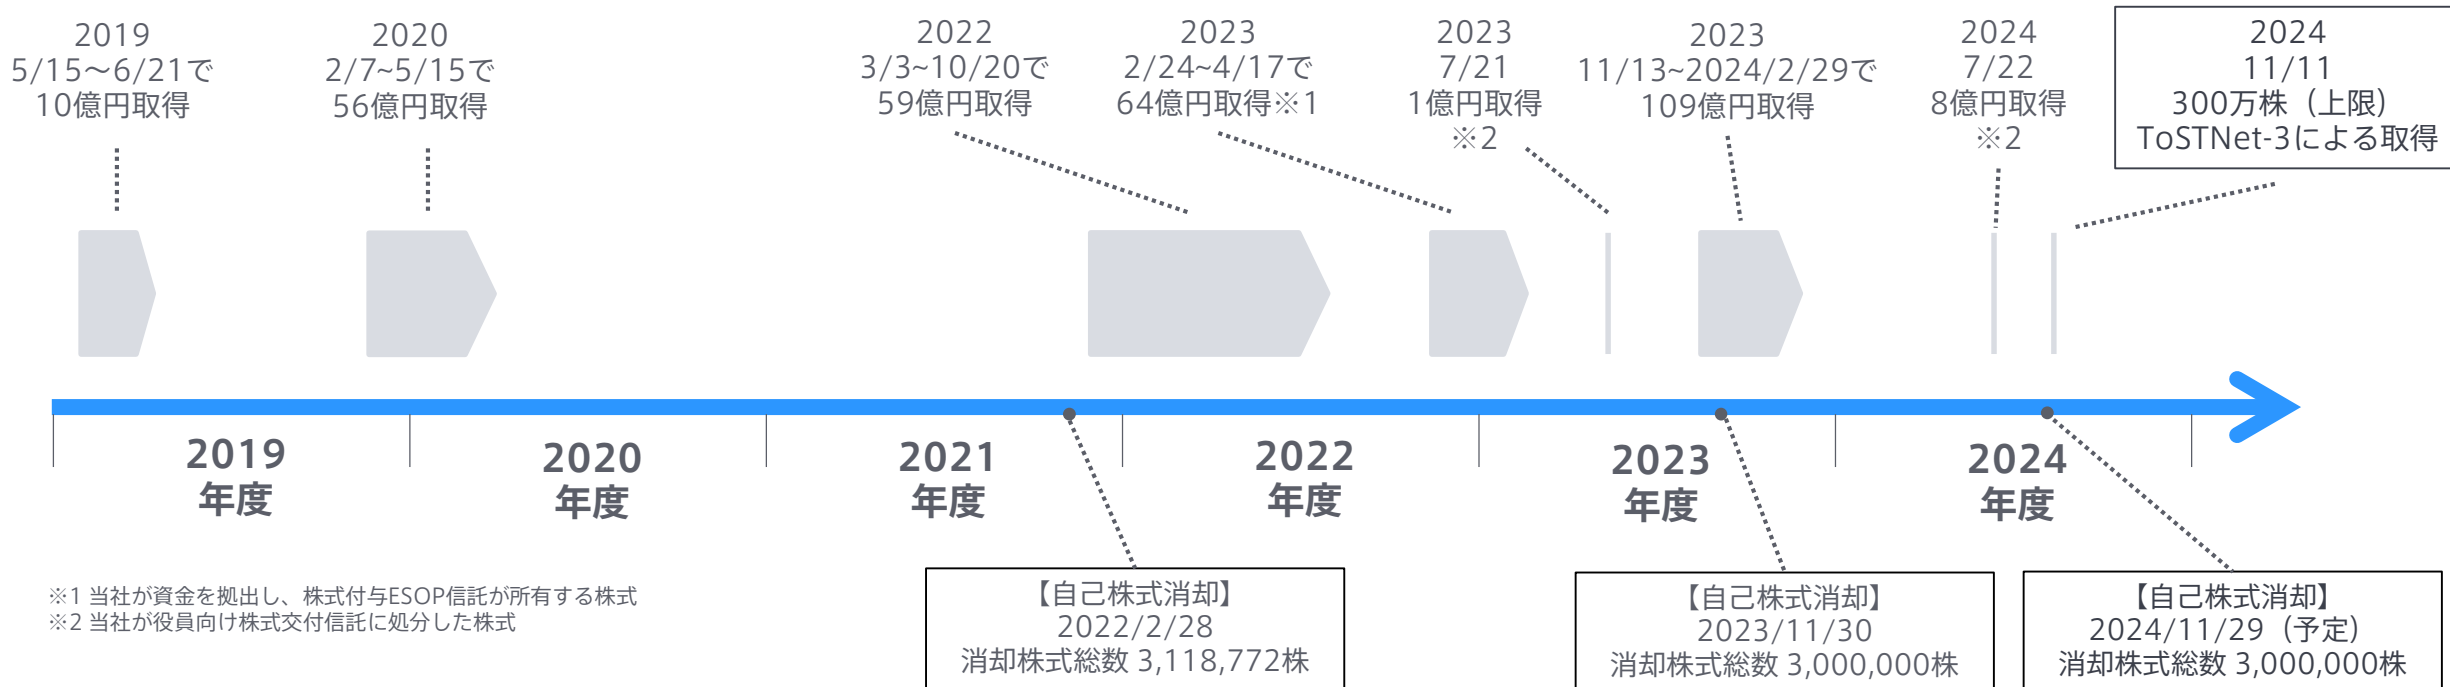 2019
5/15～6/21で
10億円取得
2020
2/7~5/15で
56億円取得
2022
3/3~10/20で
59億円取得
2023
2/24~4/17で
64億円取得※1
2023
7/21
1億円取得
※2
2023
11/13~2024/2/29で
109億円取得
2024
7/22
8億円取得
※2
2024
11/11
300万株（上限）
ToSTNet-3による取得
2019
年度
2020
年度
2021
年度
2022
年度
2023
年度
2024
年度
【自己株式消却】
2022/2/28
消却株式総数 3,118,772株
【自己株式消却】
2023/11/30
消却株式総数 3,000,000株
【自己株式消却】
2024/11/29（予定）
消却株式総数 3,000,000株
※1 当社が資金を拠出し、株式付与ESOP信託が所有する株式
※2 当社が役員向け株式交付信託に処分した株式